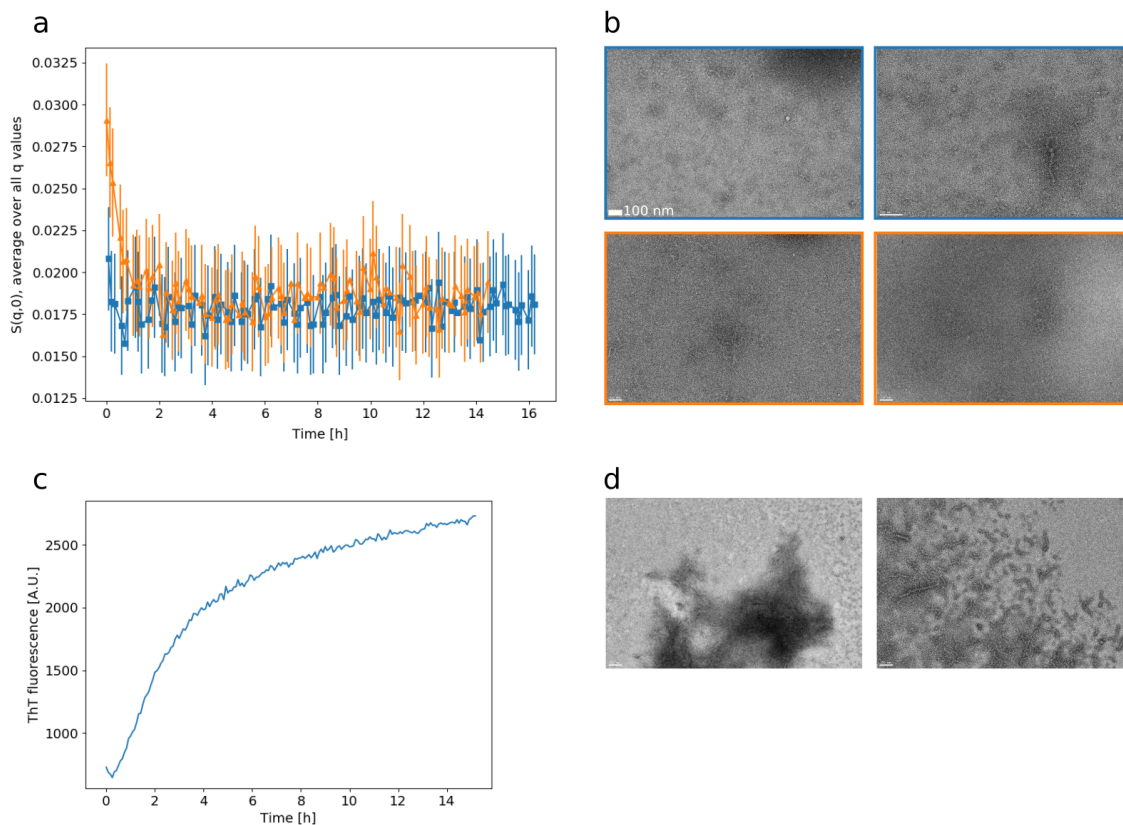 a
0.0325
0.0300
0.0275
0.0250
0.0225
0.0200
0.0175
0.0150
0.0125
S(q,0), average over all q values
0 2 4 6 8 10 12 14 16
Time [h]
b
100 nm
c
2500
2000
1500
1000
ThT fluorescence [A.U.]
0 2 4 6 8 10 12 14
Time [h]
d